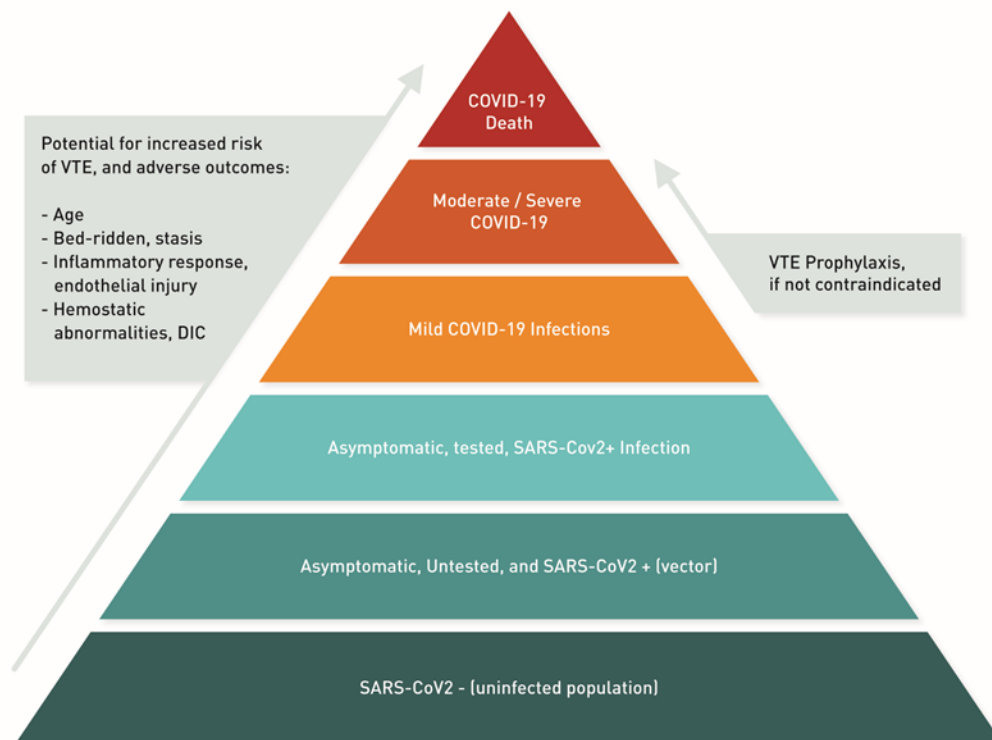 COVID-19
Death
Potential for increased risk
of VTE, and adverse outcomes:
- Age
- Bed-ridden, stasis
- Inflammatory response,
endothelial injury
- Hemostatic
abnormalities, DIC
Moderate / Severe
COVID-19
VTE Prophylaxis,
if not contraindicated
Mild COVID-19 Infections
Asymptomatic, tested, SARS-Cov2+ Infection
Asymptomatic, Untested, and SARS-CoV2 + (vector)
SARS-CoV2 - (uninfected population)